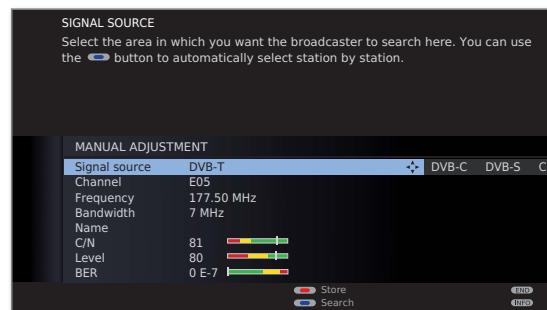 SIGNAL SOURCE
Select the area in which you want the broadcaster to search here. You can use
the button to automatically select station by station.
MANUAL ADJUSTMENT
Signal source DVB-T DVB-C DVB-S C
Channel E05
Frequency 177.50 MHz
Bandwidth 7 MHz
Name
C/N 81
Level 80
BER 0 E-7
Store END
Search INFO